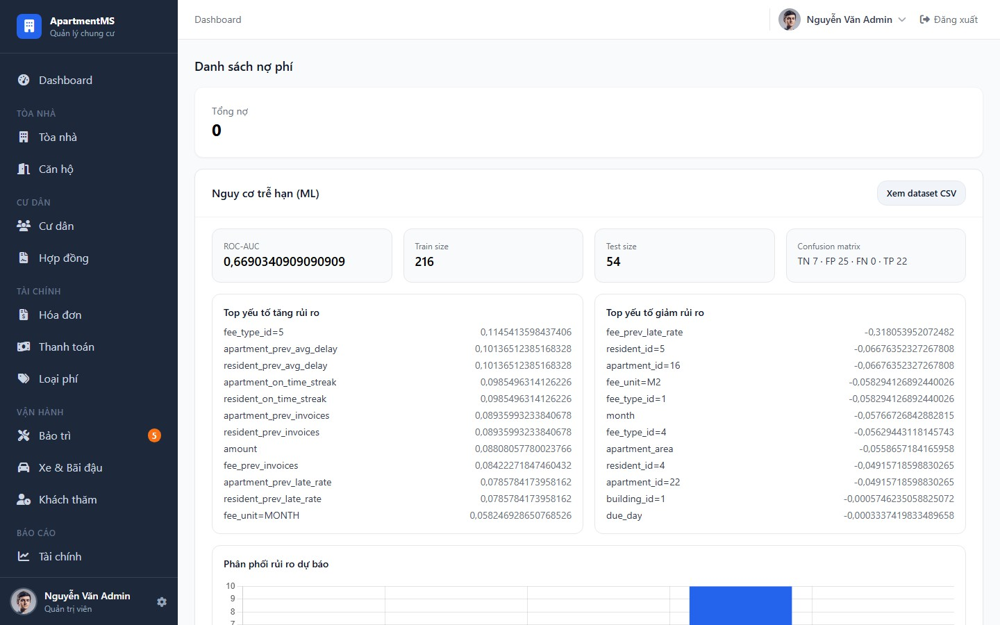 ApartmentMS
Quản lý chung cư
Dashboard
TÒA NHÀ
Tòa nhà
Căn hộ
CƯ DÂN
Cư dân
Hợp đồng
TÀI CHÍNH
Hóa đơn
Thanh toán
Loại phí
VẬN HÀNH
Bảo trì 5
Xe & Bãi đậu
Khách thăm
BÁO CÁO
Tài chính
Nguyễn Văn Admin
Quản trị viên
Dashboard
Nguyễn Văn Admin
Đăng xuất
Danh sách nợ phí
Tổng nợ
0
Nguy cơ trễ hạn (ML)
Xem dataset CSV
ROC-AUC
0,6690340909090909
Train size
216
Test size
54
Confusion matrix
TN 7 · FP 25 · FN 0 · TP 22
Top yếu tố tăng rủi ro
fee_type_id=5 0,1145413598437406
apartment_prev_avg_delay 0,10136512385168328
resident_prev_avg_delay 0,10136512385168328
apartment_on_time_streak 0,0985496314126226
resident_on_time_streak 0,0985496314126226
apartment_prev_invoices 0,08935993233840678
resident_prev_invoices 0,08935993233840678
amount 0,08808057780023766
fee_prev_invoices 0,08422271847460432
apartment_prev_late_rate 0,0785784173958162
resident_prev_late_rate 0,0785784173958162
fee_unit=MONTH 0,058246928650768526
Top yếu tố giảm rủi ro
fee_prev_late_rate -0,318053952072482
resident_id=5 -0,06676352327267808
apartment_id=16 -0,06676352327267808
fee_unit=M2 -0,058294126892440026
fee_type_id=1 -0,058294126892440026
month -0,05766726842882815
fee_type_id=4 -0,05629443118145743
apartment_area -0,0558657184165958
resident_id=4 -0,04915718598830265
apartment_id=22 -0,04915718598830265
building_id=1 -0,0005746235058825072
due_day -0,0003337419833489658
Phân phối rủi ro dự báo
10
9
8
7